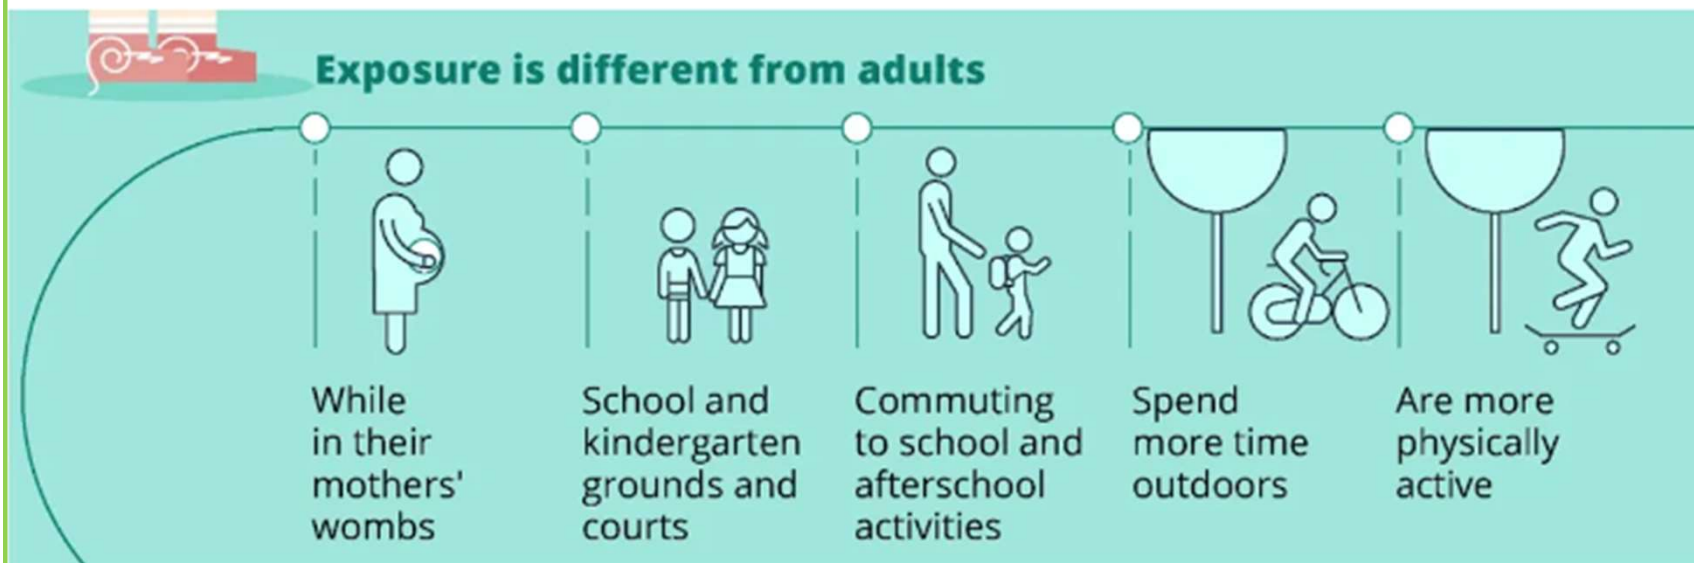 Exposure is different from adults
While
in their
mothers'
wombs
School and
kindergarten
grounds and
courts
Commuting
to school and
afterschool
activities
Spend
more time
outdoors
Are more
physically
active